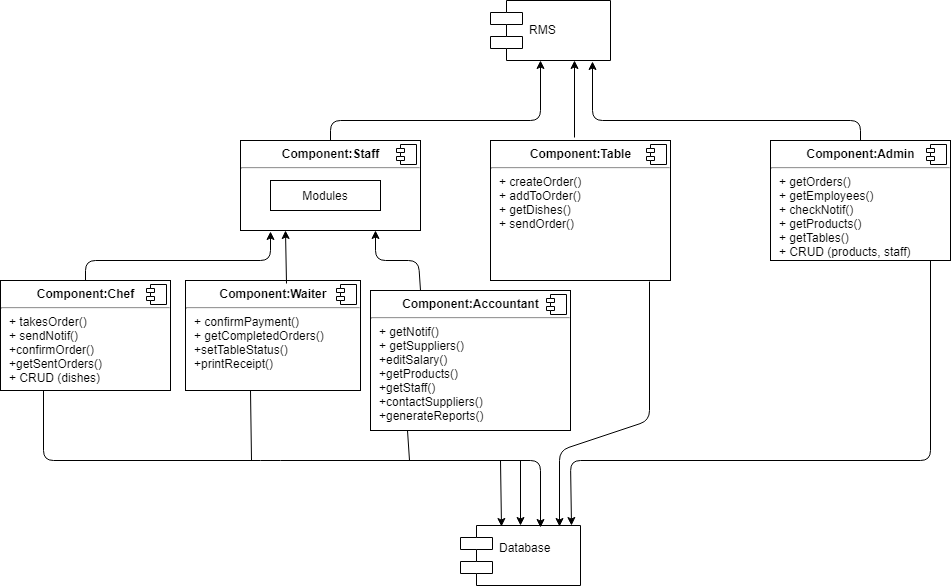 RMS
Component:Staff
Modules
Component:Table
+ createOrder()
+ addToOrder()
+ getDishes()
+ sendOrder()
Component:Admin
+ getOrders()
+ getEmployees()
+ checkNotif()
+ getProducts()
+ getTables()
+ CRUD (products, staff)
Component:Chef
+ takesOrder()
+ sendNotif()
+confirmOrder()
+getSentOrders()
+ CRUD (dishes)
Component:Waiter
+ confirmPayment()
+ getCompletedOrders()
+setTableStatus()
+printReceipt()
Component:Accountant
+ getNotif()
+ getSuppliers()
+editSalary()
+getProducts()
+getStaff()
+contactSuppliers()
+generateReports()
Database